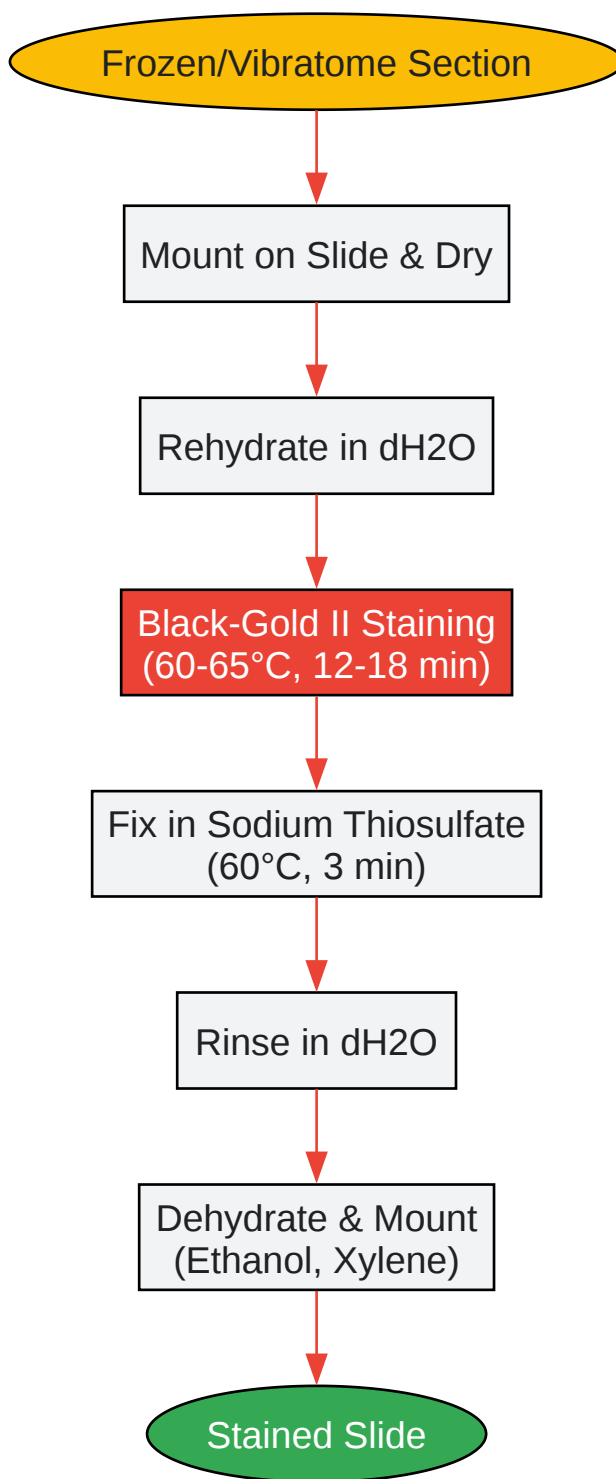 Frozen/Vibratome Section
Mount on Slide & Dry
Rehydrate in dH2O
Black-Gold II Staining
(60-65°C, 12-18 min)
Fix in Sodium Thiosulfate
(60°C, 3 min)
Rinse in dH2O
Dehydrate & Mount
(Ethanol, Xylene)
Stained Slide